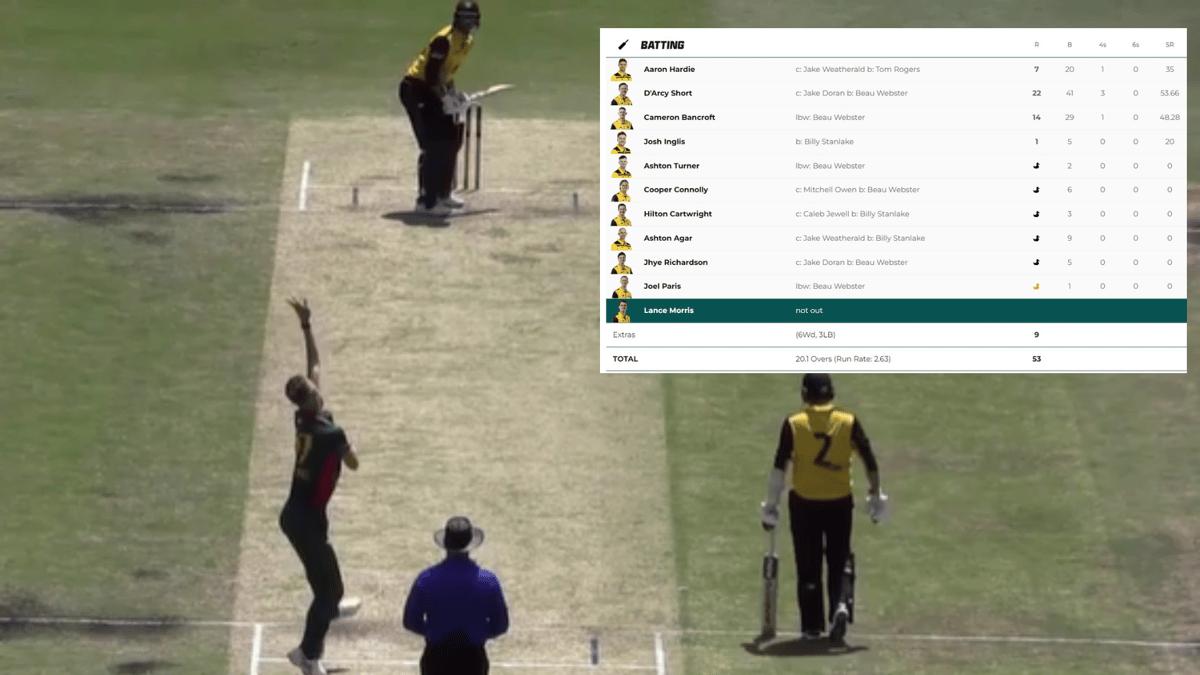 BATTING R B 4s 6s SR
Aaron Hardie c: Jake Weatherald b: Tom Rogers 7 20 1 0 35
D'Arcy Short c: Jake Doran b: Beau Webster 22 41 3 0 53.66
Cameron Bancroft lbw: Beau Webster 14 29 1 0 48.28
Josh Inglis b: Billy Stanlake 1 5 0 0 20
Ashton Turner lbw: Beau Webster 2 0 0 0
Cooper Connolly c: Mitchell Owen b: Beau Webster 6 0 0 0
Hilton Cartwright c: Caleb Jewell b: Billy Stanlake 3 0 0 0
Ashton Agar c: Jake Weatherald b: Billy Stanlake 9 0 0 0
Jhye Richardson c: Jake Doran b: Beau Webster 5 0 0 0
Joel Paris lbw: Beau Webster 1 0 0 0
Lance Morris not out
Extras (6Wd, 3LB) 9
TOTAL 20.1 Overs (Run Rate: 2.63) 53
2